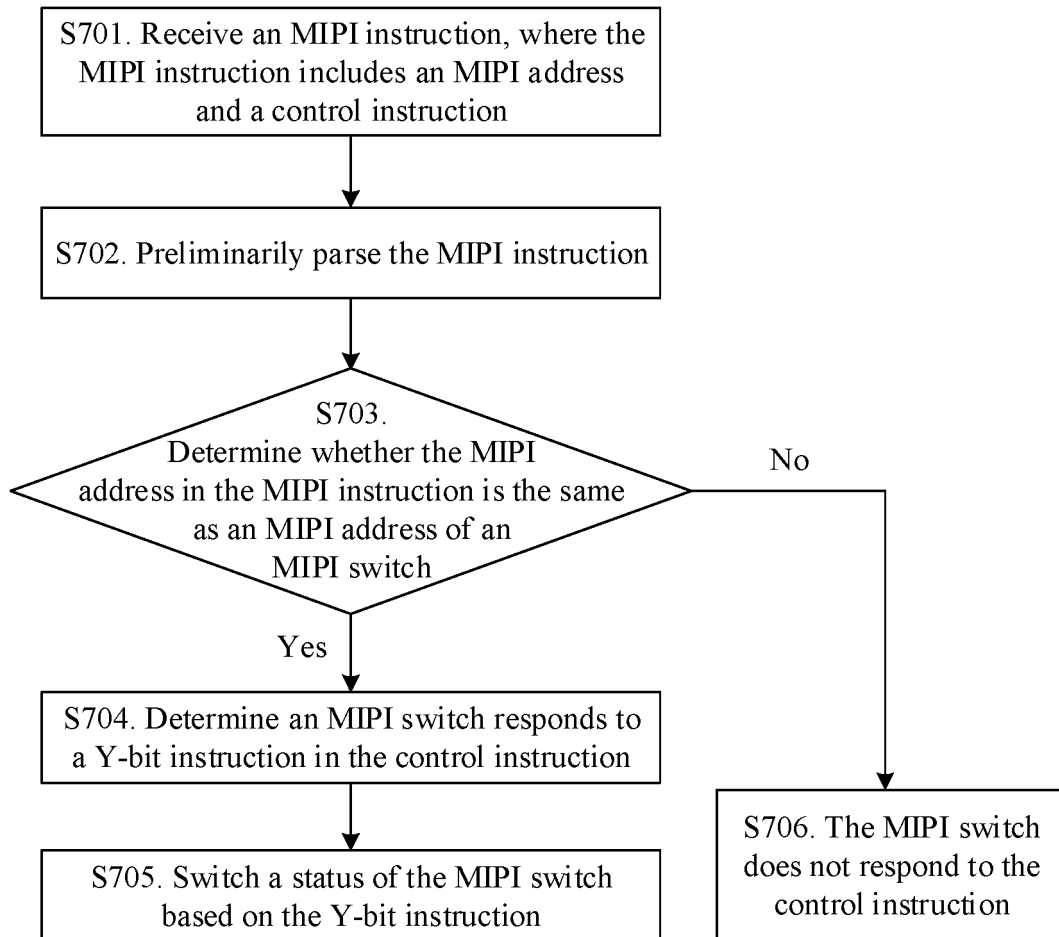 S701. Receive an MIPI instruction, where the
MIPI instruction includes an MIPI address
and a control instruction
S702. Preliminarily parse the MIPI instruction
S703.
Determine whether the MIPI
address in the MIPI instruction is the same
as an MIPI address of an
MIPI switch
No
Yes
S704. Determine an MIPI switch responds to
a Y-bit instruction in the control instruction
S705. Switch a status of the MIPI switch
based on the Y-bit instruction
S706. The MIPI switch
does not respond to the
control instruction